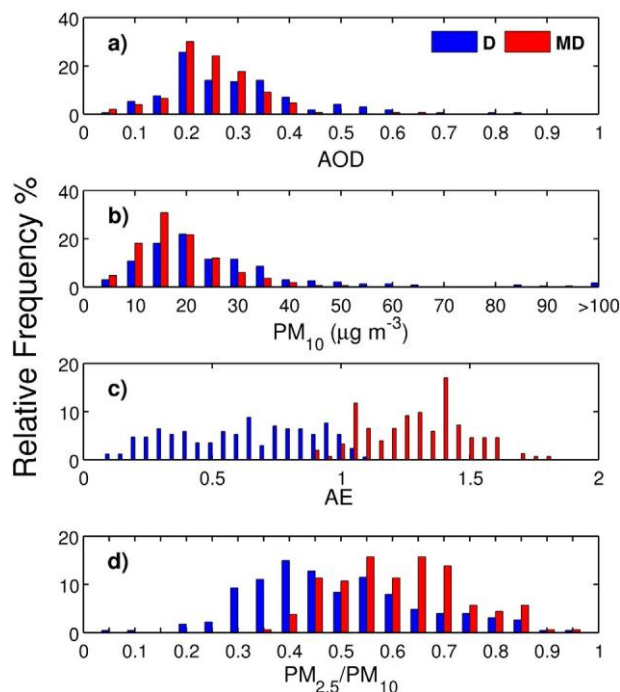 Relative Frequency %
a)
D
MD
40
20
0
0 0.1 0.2 0.3 0.4 0.5 0.6 0.7 0.8 0.9 1
AOD
b)
40
20
0
0 10 20 30 40 50 60 70 80 90 >100
PM10 (μg m-3)
c)
20
10
0
0 0.5 1 1.5 2
AE
d)
20
10
0
0 0.1 0.2 0.3 0.4 0.5 0.6 0.7 0.8 0.9 1
PM2.5/PM10